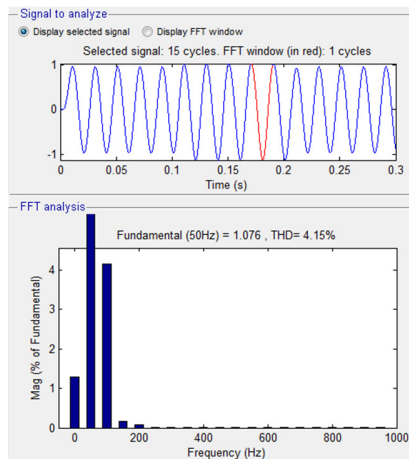 Signal to analyze
Display selected signal Display FFT window
Selected signal: 15 cycles. FFT window (in red): 1 cycles
1
0
-1
0 0.05 0.1 0.15 0.2 0.25 0.3
Time (s)
FFT analysis
Fundamental (50Hz) = 1.076 , THD= 4.15%
Mag (% of Fundamental)
4
3
2
1
0
0 200 400 600 800 1000
Frequency (Hz)